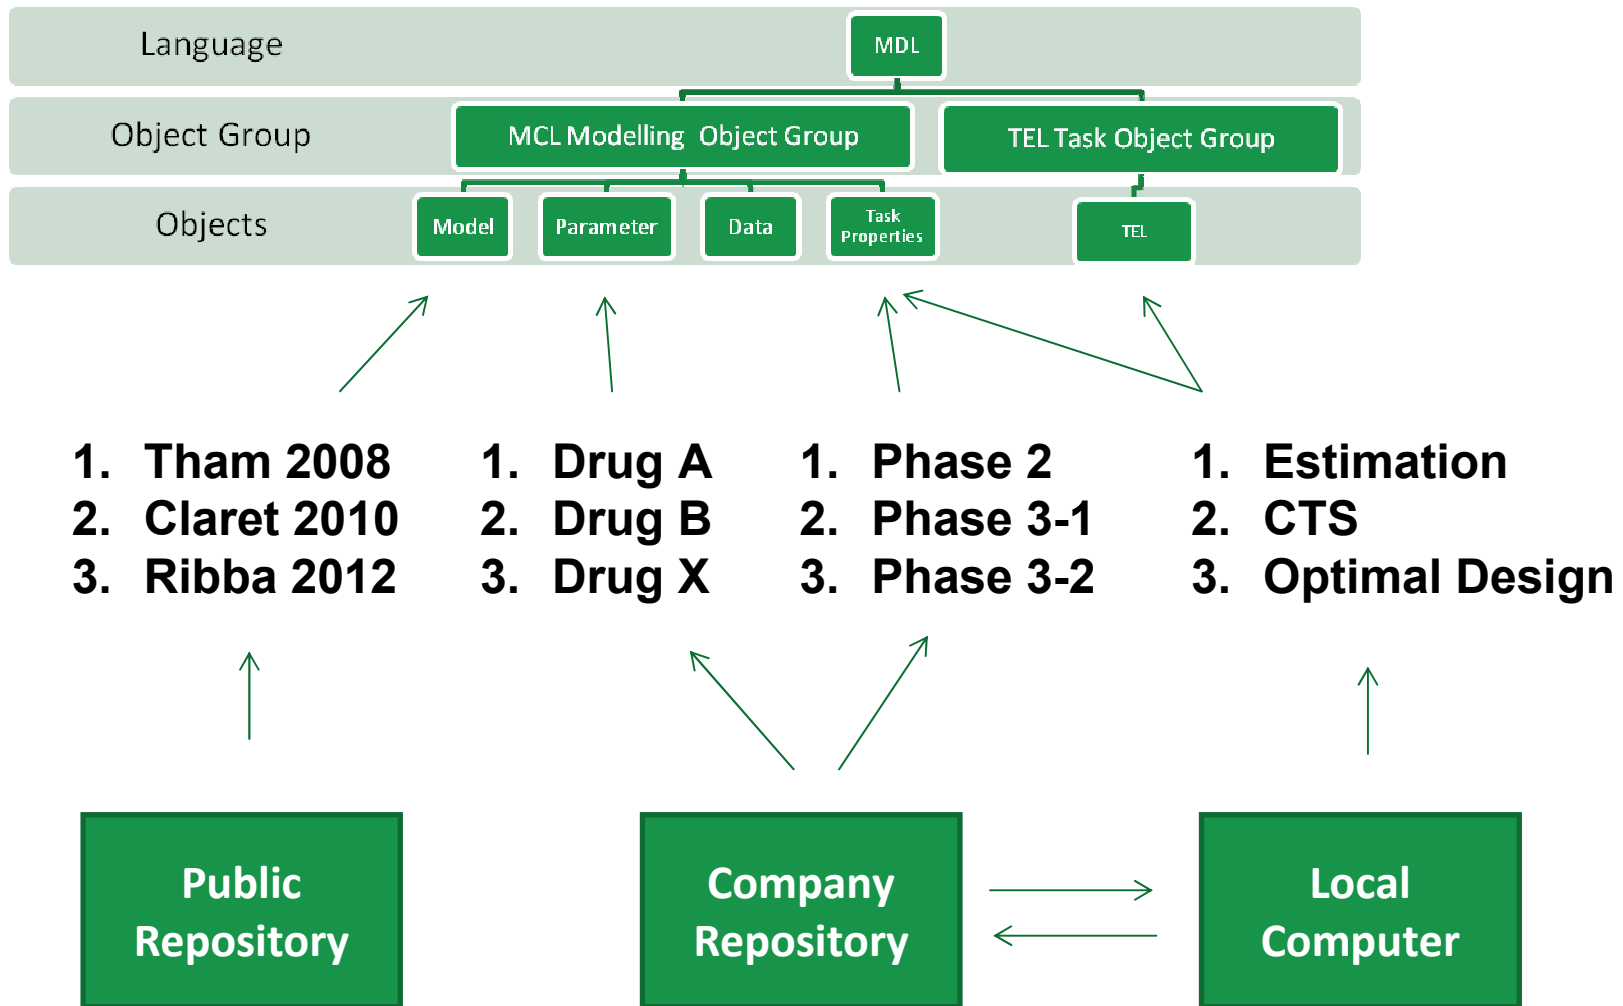 Language
MDL
Object Group
MCL Modelling Object Group
TEL Task Object Group
Objects
Model
Parameter
Data
Task
Properties
TEL
1. Tham 2008
2. Claret 2010
3. Ribba 2012
1. Drug A
2. Drug B
3. Drug X
1. Phase 2
2. Phase 3-1
3. Phase 3-2
1. Estimation
2. CTS
3. Optimal Design
Public
Repository
Company
Repository
Local
Computer